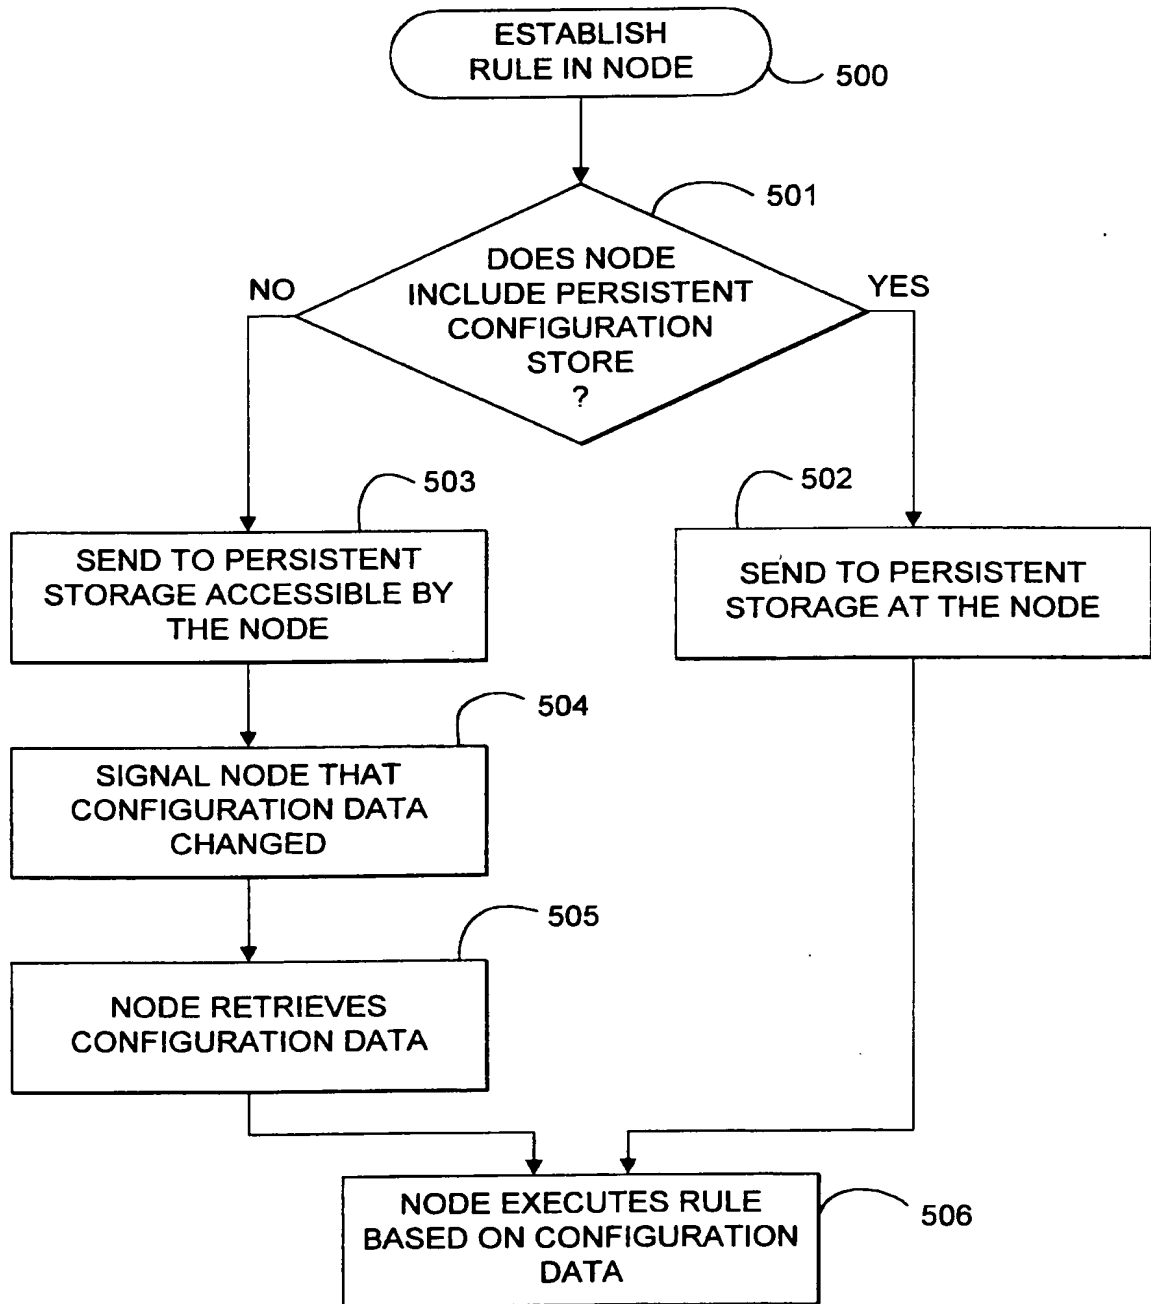 ESTABLISH
RULE IN NODE
500
501
DOES NODE
INCLUDE PERSISTENT
CONFIGURATION
STORE
?
NO
YES
503
502
SEND TO PERSISTENT
STORAGE ACCESSIBLE BY
THE NODE
SEND TO PERSISTENT
STORAGE AT THE NODE
504
SIGNAL NODE THAT
CONFIGURATION DATA
CHANGED
505
NODE RETRIEVES
CONFIGURATION DATA
NODE EXECUTES RULE
BASED ON CONFIGURATION
DATA
506